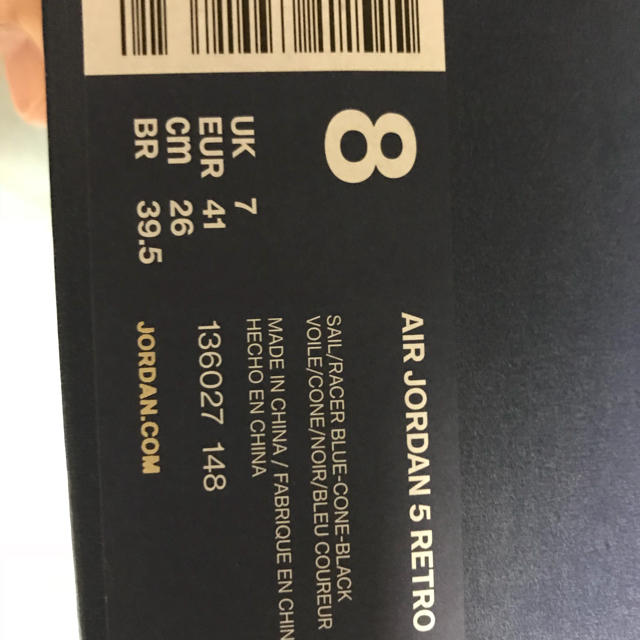 8
UK 7
EUR 41
cm 26
BR 39.5
AIR JORDAN 5 RETRO
SAIL/RACER BLUE-CONE-BLACK
VOILE/CONE/NOIR/BLEU COUREUR
MADE IN CHINA / FABRIQUE EN CHIN
HECHO EN CHINA
136027 148
JORDAN.COM